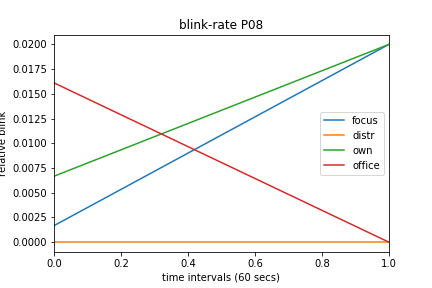 blink-rate P08
relative blink
0.0200
0.0175
0.0150
0.0125
0.0100
0.0075
0.0050
0.0025
0.0000
focus
distr
own
office
0.0 0.2 0.4 0.6 0.8 1.0
time intervals (60 secs)